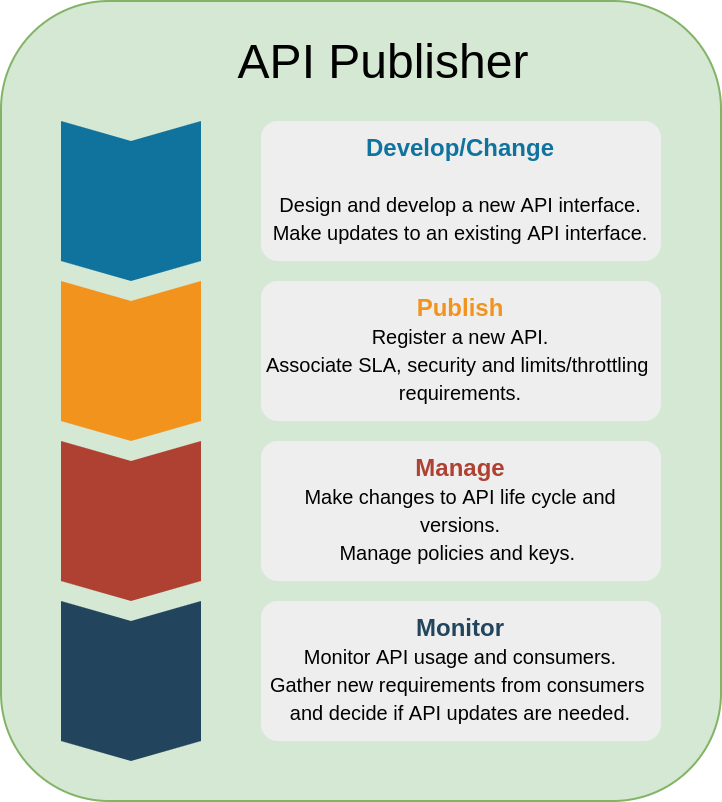 API Publisher
Develop/Change
Design and develop a new API interface.
Make updates to an existing API interface.
Publish
Register a new API.
Associate SLA, security and limits/throttling
requirements.
Manage
Make changes to API life cycle and
versions.
Manage policies and keys.
Monitor
Monitor API usage and consumers.
Gather new requirements from consumers
and decide if API updates are needed.